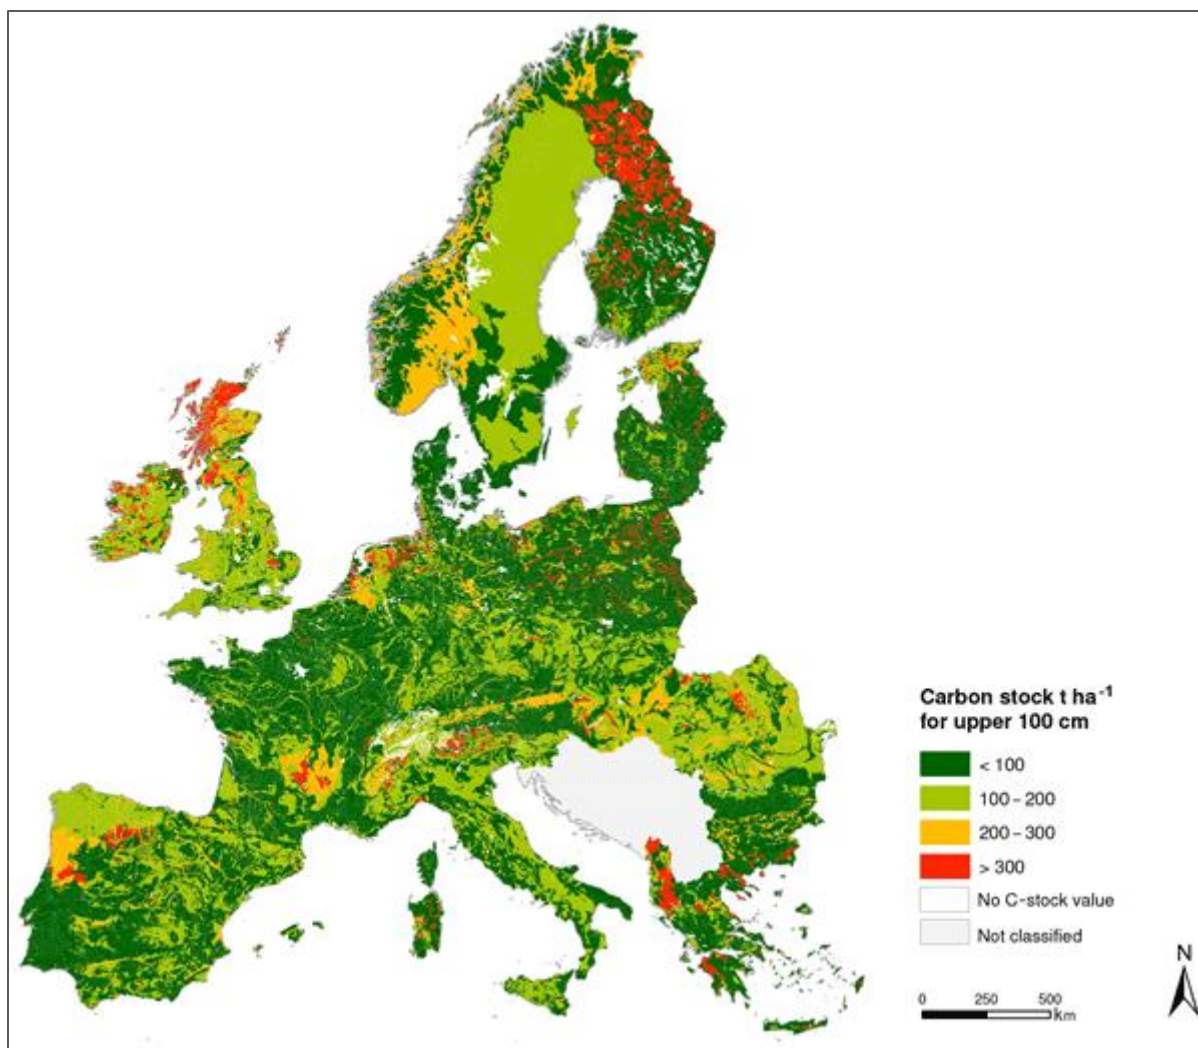 Carbon stock t ha⁻¹
for upper 100 cm
< 100
100 – 200
200 – 300
> 300
No C-stock value
Not classified
N
0 250 500
km